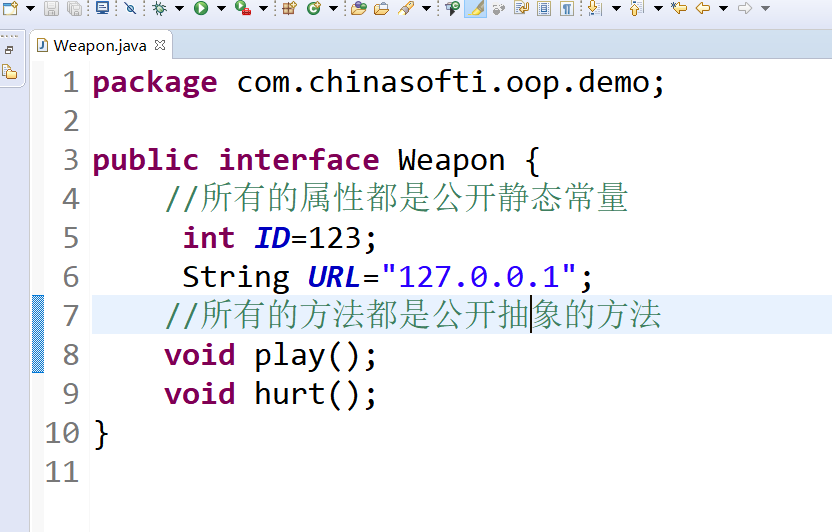 Weapon.java
1 package com.chinasofti.oop.demo;
2
3 public interface Weapon {
4 //所有的属性都是公开静态常量
5 int ID=123;
6 String URL="127.0.0.1";
7 //所有的方法都是公开抽象的方法
8 void play();
9 void hurt();
10 }
11